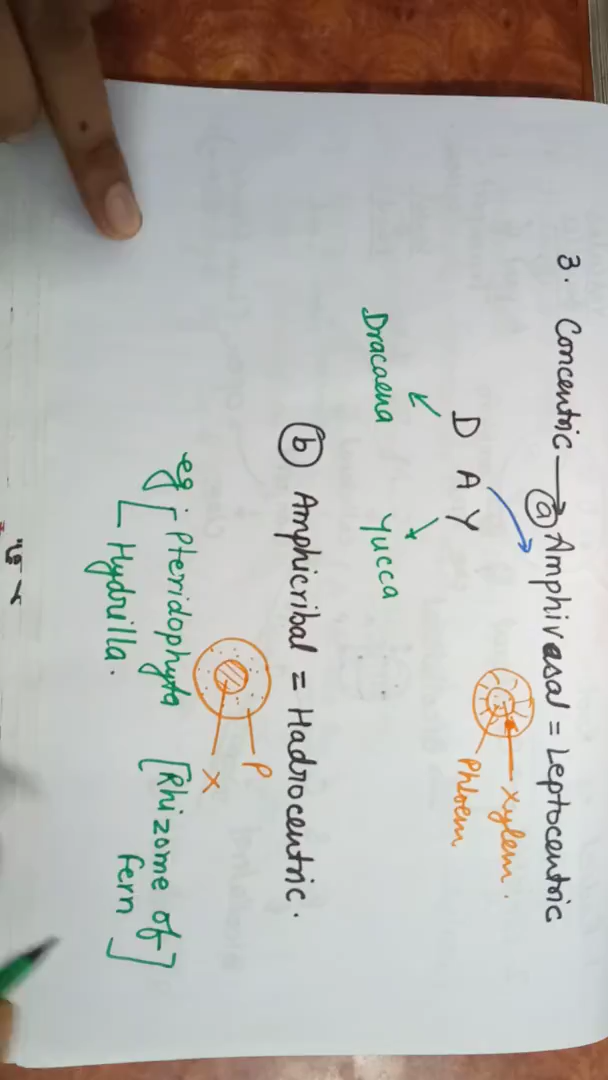 3. Concentric → ⓐ Amphivasal = Leptocentric
D A Y
Dracaena Yucca
Xylem.
Phloem
ⓑ Amphicribal = Hadrocentric.
P
X
eg; Pteridophyta [Rhizome of fern]
Hydrilla.